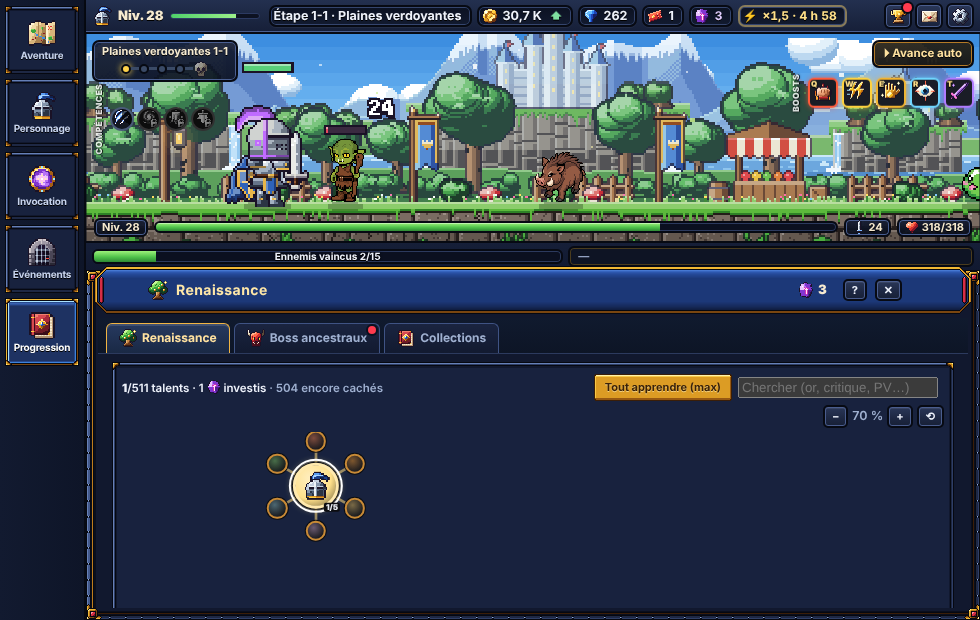 Niv. 28
Étape 1-1 · Plaines verdoyantes
30,7 K
262
1
3
×1,5 · 4 h 58
Aventure
Personnage
Invocation
Événements
Progression
Plaines verdoyantes 1-1
Avance auto
COMPÉTENCES
BOOSTS
24
Niv. 28
24
318/318
Ennemis vaincus 2/15
—
Renaissance
3
?
×
Renaissance
Boss ancestraux
Collections
1/511 talents · 1 investis · 504 encore cachés
Tout apprendre (max)
Chercher (or, critique, PV…)
− 70 % +
1/5